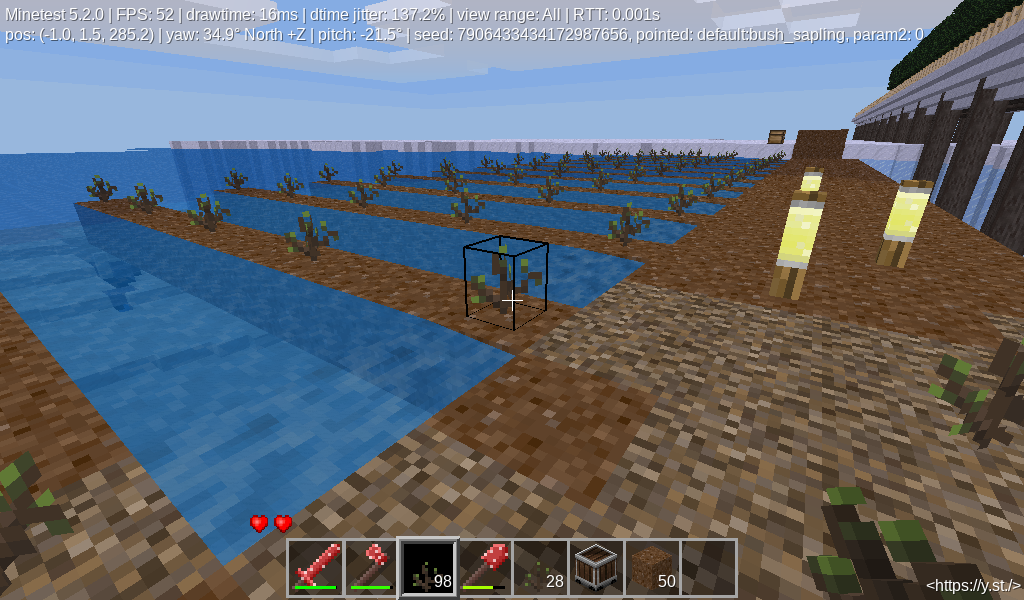 Minetest 5.2.0 | FPS: 52 | drawtime: 16ms | dtime jitter: 137.2% | view range: All | RTT: 0.001s
pos: (-1.0, 1.5, 285.2) | yaw: 34.9° North +Z | pitch: -21.5° | seed: 7906433434172987656, pointed: default:bush_sapling, param2: 0
98
28
50
<https://y.st./>